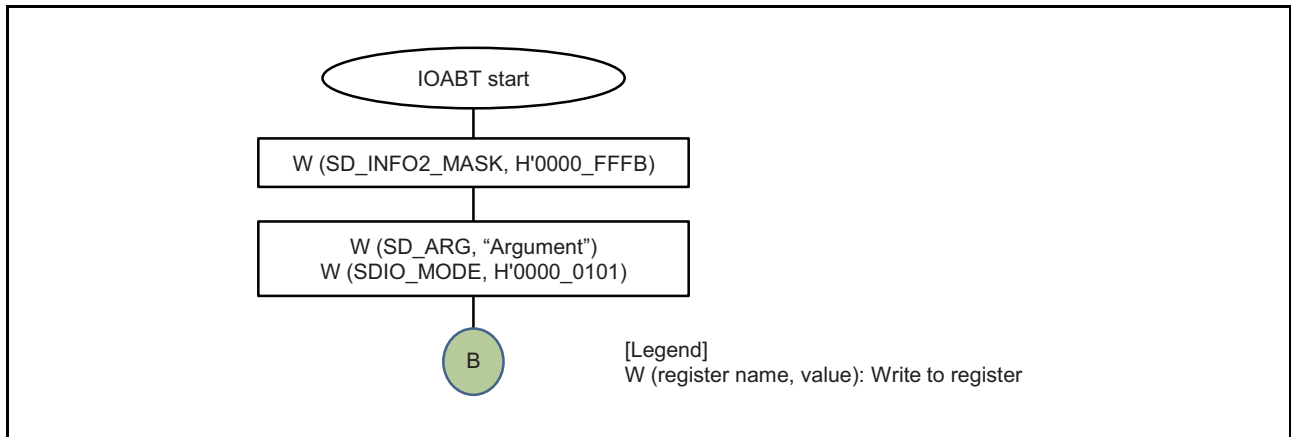 IOABT start
W (SD_INFO2_MASK, H'0000_FFFB)
W (SD_ARG, “Argument”)
W (SDIO_MODE, H'0000_0101)
B
[Legend]
W (register name, value): Write to register